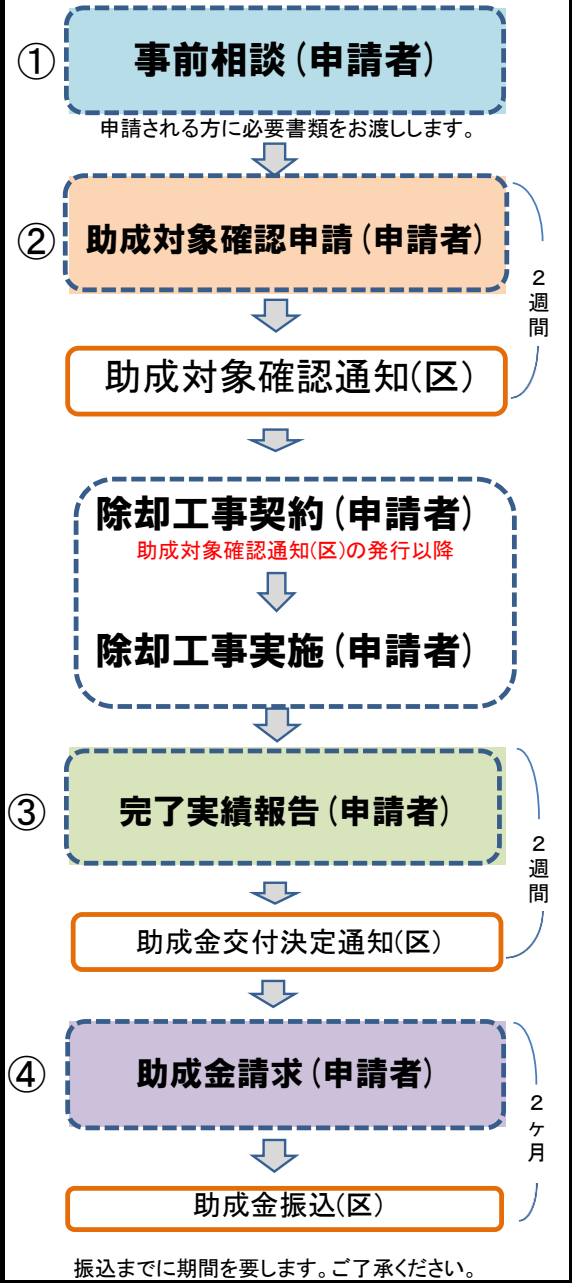 ① 事前相談(申請者)
申請される方に必要書類をお渡しします。
② 助成対象確認申請(申請者)
2週間
助成対象確認通知(区)
除却工事契約(申請者)
助成対象確認通知(区)の発行以降
除却工事実施(申請者)
③ 完了実績報告(申請者)
2週間
助成金交付決定通知(区)
④ 助成金請求(申請者)
2ヶ月
助成金振込(区)
振込までに期間を要します。ご了承ください。